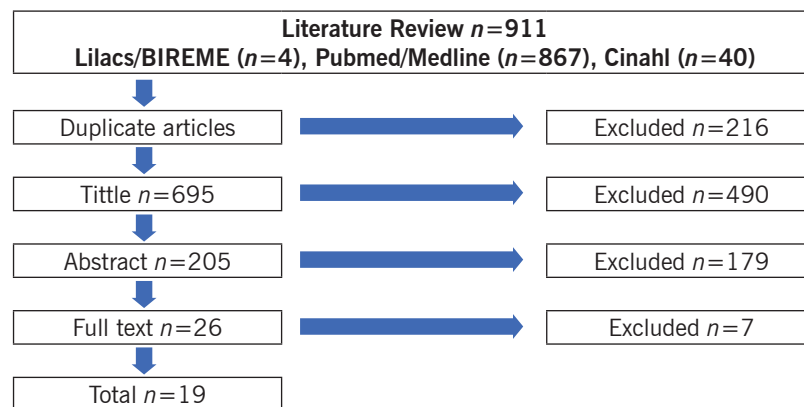 Literature Review n=911
Lilacs/BIREME (n=4), Pubmed/Medline (n=867), Cinahl (n=40)
Duplicate articles
Excluded n=216
Tittle n=695
Excluded n=490
Abstract n=205
Excluded n=179
Full text n=26
Excluded n=7
Total n=19